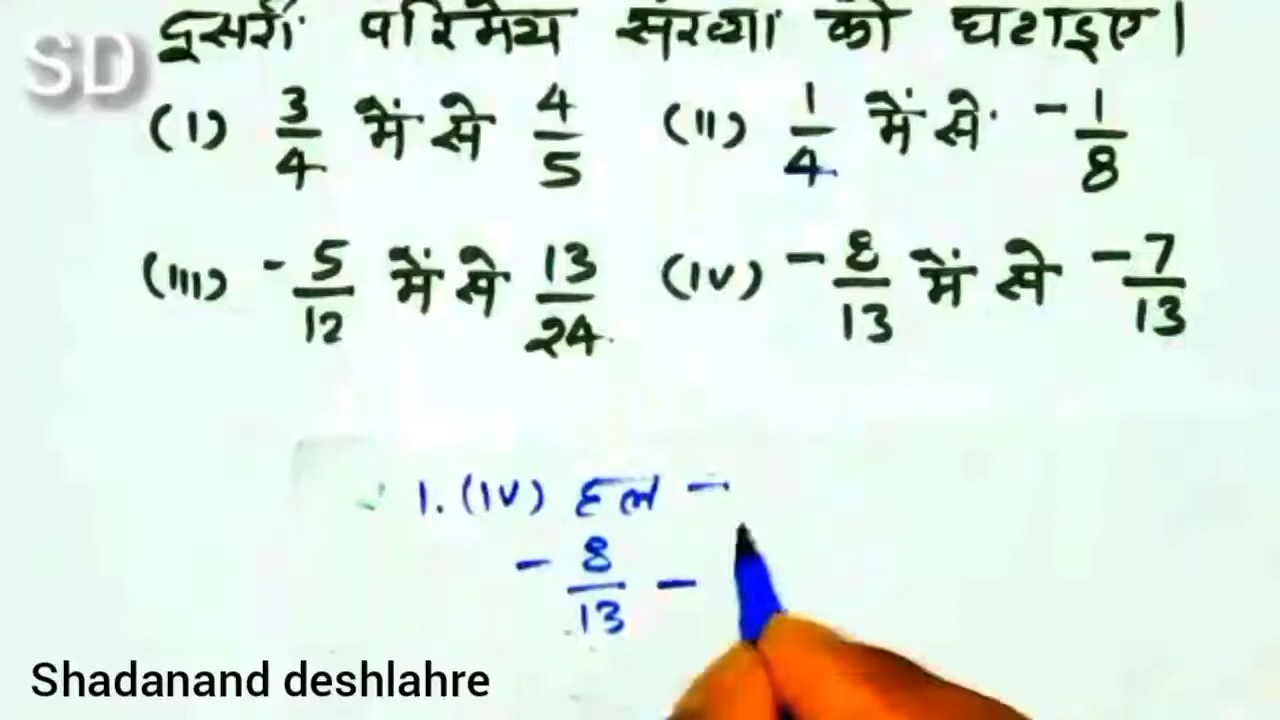 SD
दूसरी परिमेय संख्या को घटाइए।
(I) 3/4 में से 4/5 (II) 1/4 में से -1/8
(III) -5/12 में से 13/24 (IV) -8/13 में से -7/13
1. (IV) हल -
-8/13 -
Shadanand deshlahre